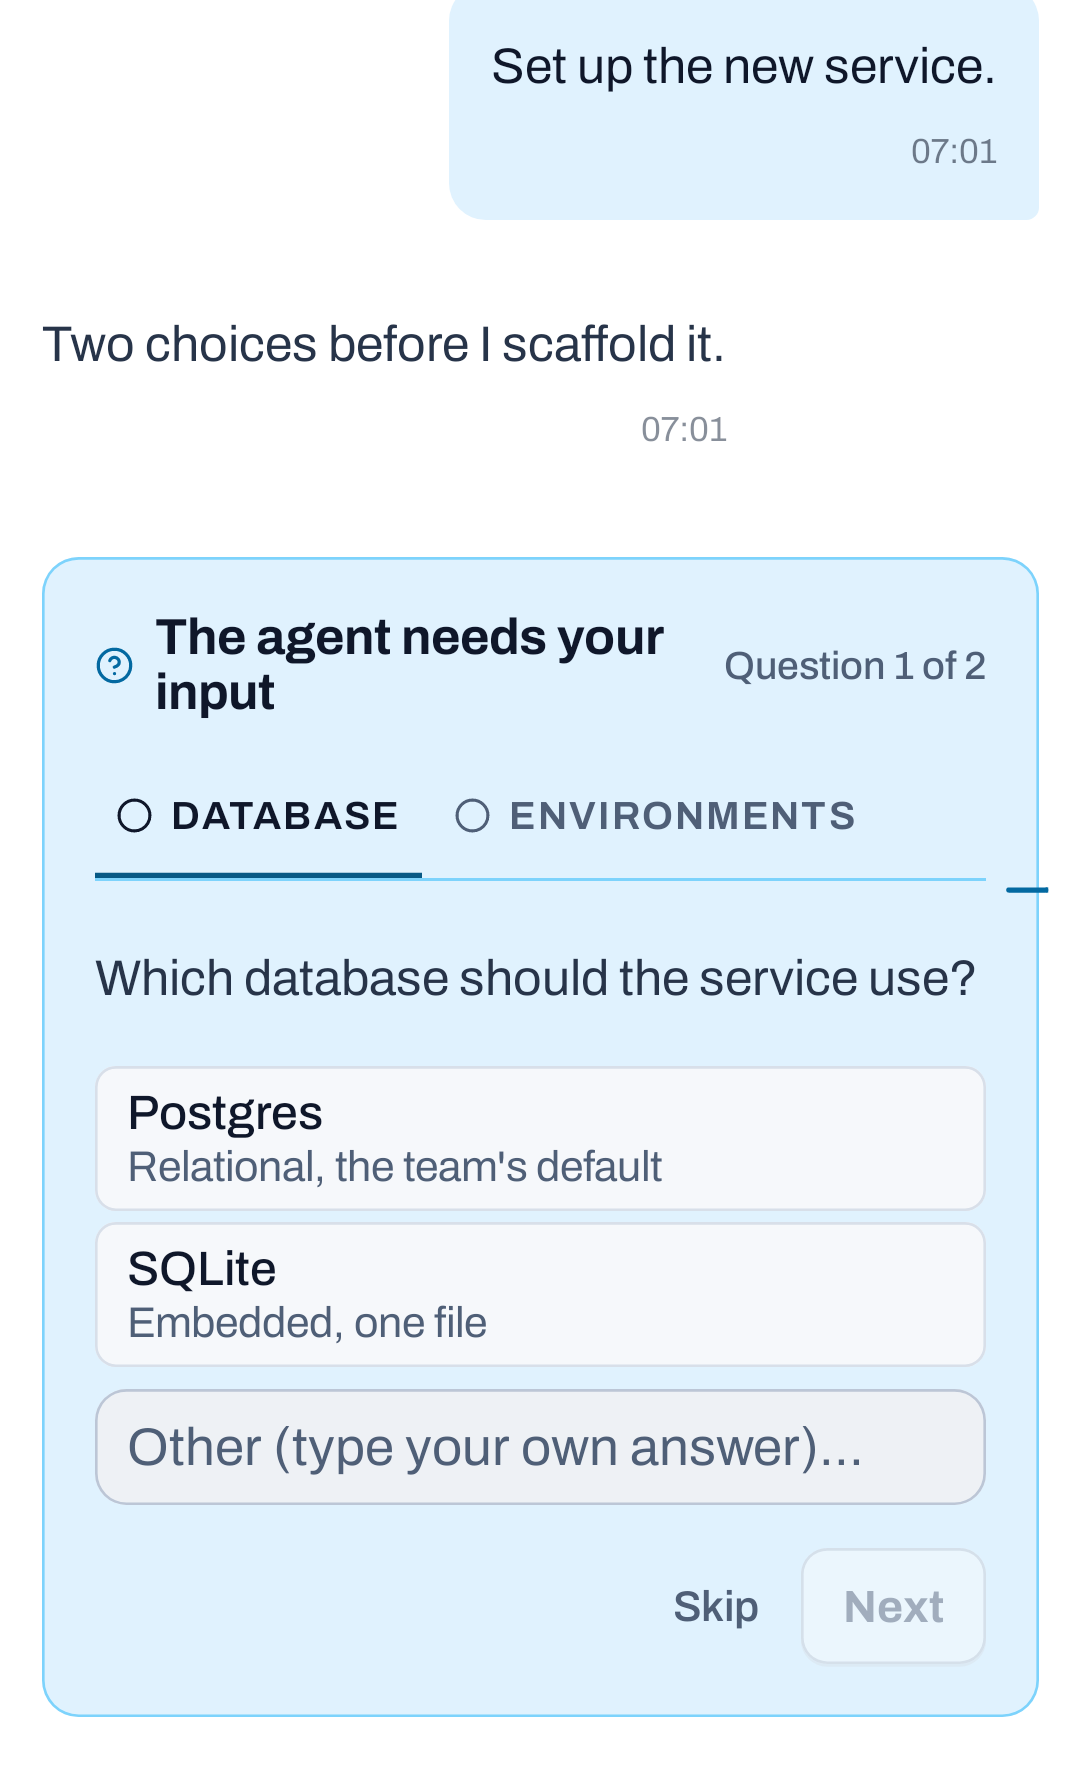 Set up the new service.
07:01
Two choices before I scaffold it.
07:01
The agent needs your
input
Question 1 of 2
DATABASE
ENVIRONMENTS
Which database should the service use?
Postgres
Relational, the team's default
SQLite
Embedded, one file
Other (type your own answer)...
Skip
Next